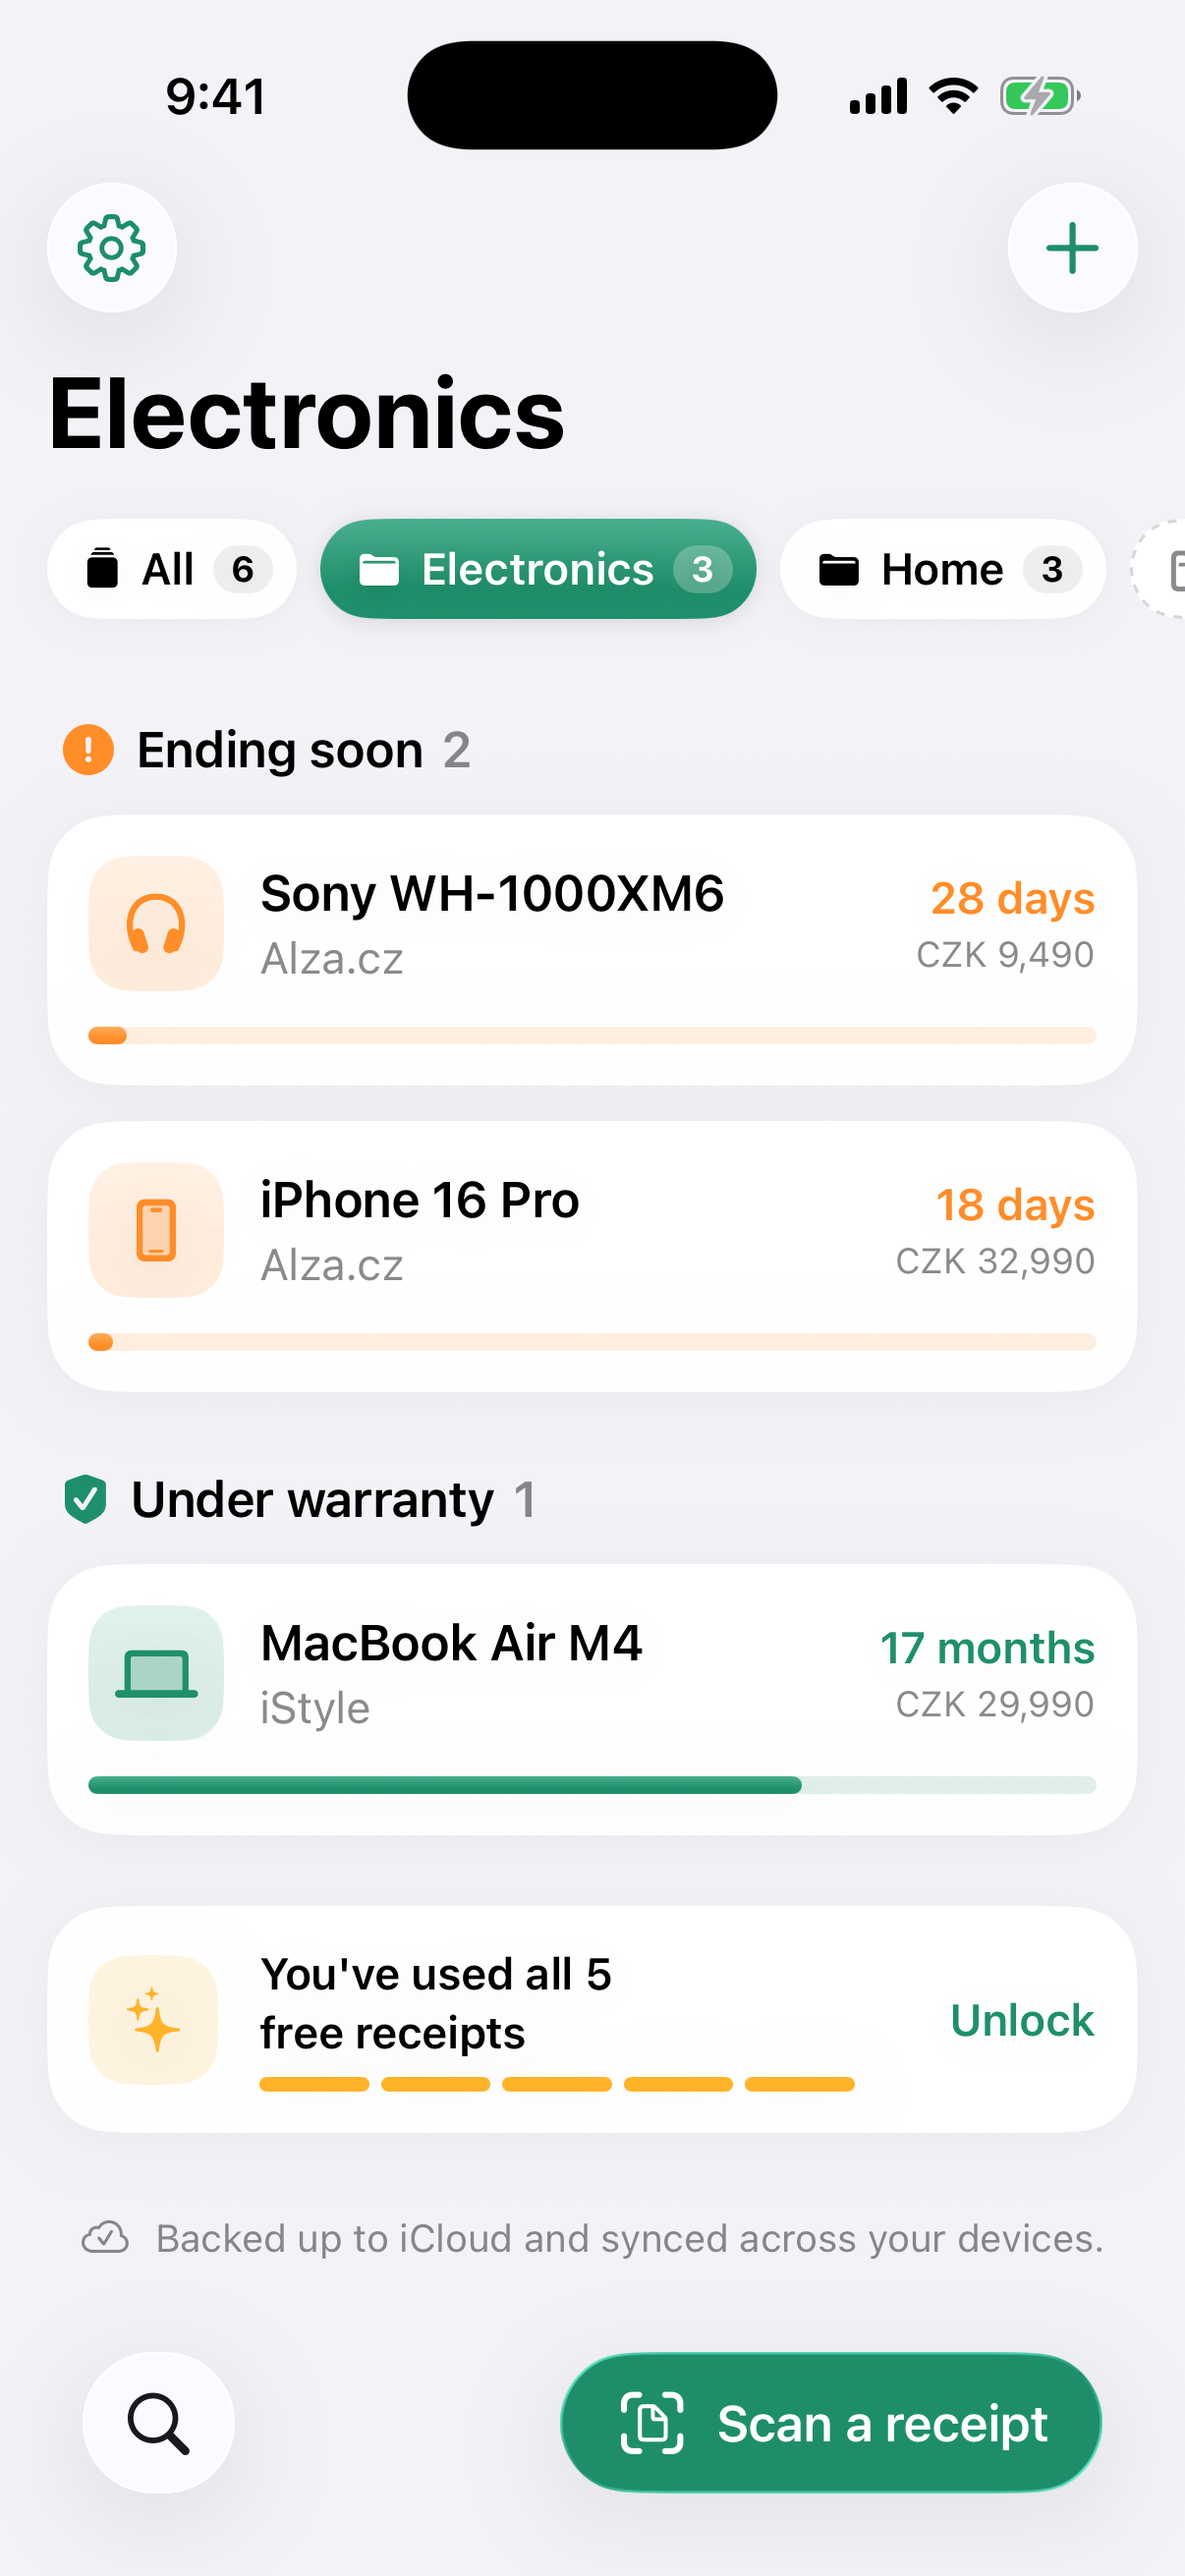 9:41
Electronics
All 6
Electronics 3
Home 3
Ending soon 2
Sony WH-1000XM6
28 days
Alza.cz
CZK 9,490
iPhone 16 Pro
18 days
Alza.cz
CZK 32,990
Under warranty 1
MacBook Air M4
17 months
iStyle
CZK 29,990
You've used all 5
free receipts
Unlock
Backed up to iCloud and synced across your devices.
Scan a receipt